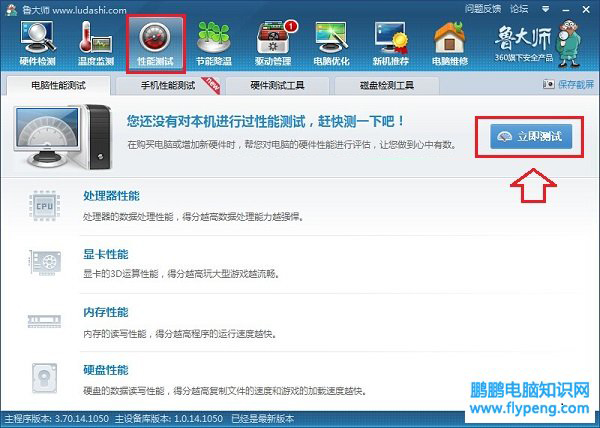 鲁大师 www.ludashi.com
问题反馈 论坛
硬件检测 温度监测 性能测试 节能降温 驱动管理 电脑优化 新机推荐 电脑维修
1
鲁大师
360旗下安全产品
电脑性能测试 手机性能测试 New 硬件测试工具 磁盘检测工具 保存截屏
您还没有对本机进行过性能测试，赶快测一下吧！
在购买电脑或增加新硬件时，帮您对电脑的硬件性能进行评估，让您做到心中有数。
立即测试
CPU
处理器性能
处理器的数据处理性能，得分越高数据处理能力越强悍。
显卡性能
显卡的3D运算性能，得分越高玩大型游戏越流畅。
内存性能
内存的读写性能，得分越高程序的运行速度越快。
硬盘性能
硬盘的数据读写性能，得分越高复制文件的速度和游戏的加载速度越快。
鹏鹏电脑知识网
www.flypeng.com
主程序版本: 3.70.14.1050 主设备库版本: 1.0.14.1050 已经是最新版本